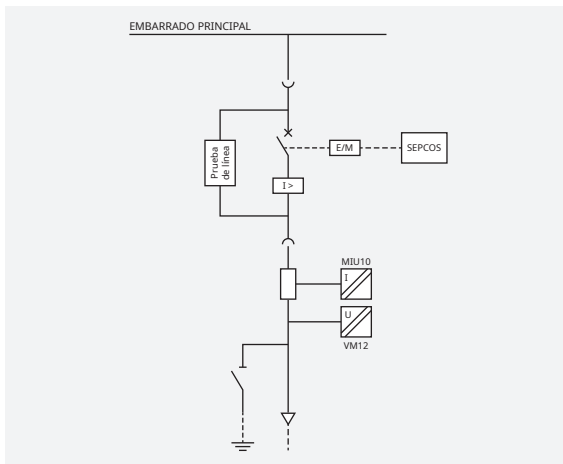 EMBARRADO PRINCIPAL
Prueba
de línea
E/M
SEPCOS
I >
MIU10
I
U
VM12